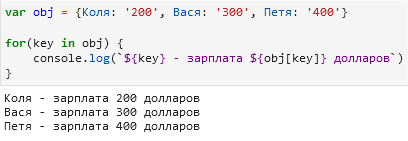 var obj = {Коля: '200', Вася: '300', Петя: '400'}
for(key in obj) {
console.log(`${key} - зарплата ${obj[key]} долларов`)
}
Коля - зарплата 200 долларов
Вася - зарплата 300 долларов
Петя - зарплата 400 долларов